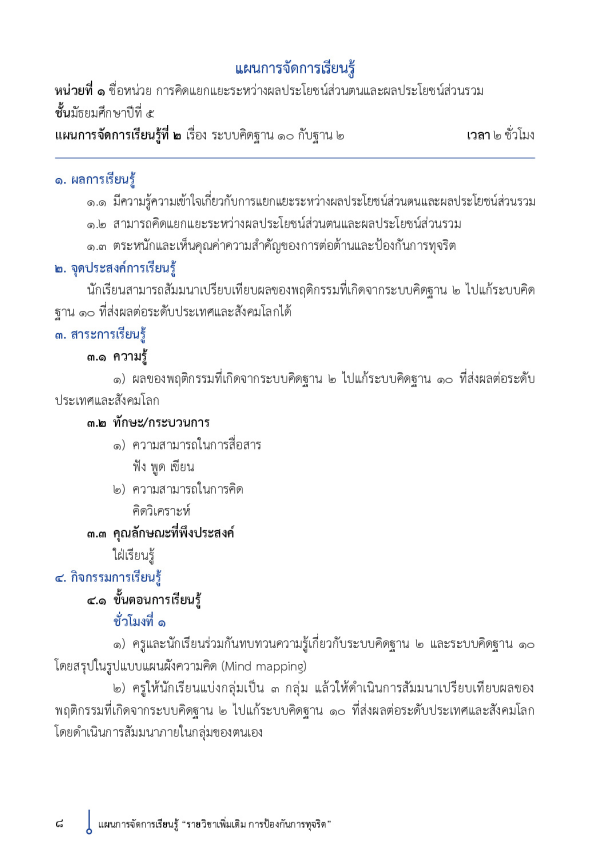 แผนการจัดการเรียนรู้
หน่วยที่ ๑ ชื่อหน่วย การคิดแยกแยะระหว่างผลประโยชน์ส่วนตนและผลประโยชน์ส่วนรวม
ชั้นมัธยมศึกษาปีที่ ๕
แผนการจัดการเรียนรู้ที่ ๒ เรื่อง ระบบคิดฐาน ๑๐ กับฐาน ๒ เวลา ๒ ชั่วโมง
๑. ผลการเรียนรู้
๑.๑ มีความรู้ความเข้าใจเกี่ยวกับการแยกแยะระหว่างผลประโยชน์ส่วนตนและผลประโยชน์ส่วนรวม
๑.๒ สามารถคิดแยกแยะระหว่างผลประโยชน์ส่วนตนและผลประโยชน์ส่วนรวม
๑.๓ ตระหนักและเห็นคุณค่าความสำคัญของการต่อต้านและป้องกันการทุจริต
๒. จุดประสงค์การเรียนรู้
นักเรียนสามารถสัมมนาเปรียบเทียบผลของพฤติกรรมที่เกิดจากระบบคิดฐาน ๒ ไปแก้ระบบคิด
ฐาน ๑๐ ที่ส่งผลต่อระดับประเทศและสังคมโลกได้
๓. สาระการเรียนรู้
๓.๑ ความรู้
๑) ผลของพฤติกรรมที่เกิดจากระบบคิดฐาน ๒ ไปแก้ระบบคิดฐาน ๑๐ ที่ส่งผลต่อระดับ
ประเทศและสังคมโลก
๓.๒ ทักษะ/กระบวนการ
๑) ความสามารถในการสื่อสาร
ฟัง พูด เขียน
๒) ความสามารถในการคิด
คิดวิเคราะห์
๓.๓ คุณลักษณะที่พึงประสงค์
ใฝ่เรียนรู้
๔. กิจกรรมการเรียนรู้
๔.๑ ขั้นตอนการเรียนรู้
ชั่วโมงที่ ๑
๑) ครูและนักเรียนร่วมกันทบทวนความรู้เกี่ยวกับระบบคิดฐาน ๒ และระบบคิดฐาน ๑๐
โดยสรุปในรูปแบบแผนผังความคิด (Mind mapping)
๒) ครูให้นักเรียนแบ่งกลุ่มเป็น ๓ กลุ่ม แล้วให้ดำเนินการสัมมนาเปรียบเทียบผลของ
พฤติกรรมที่เกิดจากระบบคิดฐาน ๒ ไปแก้ระบบคิดฐาน ๑๐ ที่ส่งผลต่อระดับประเทศและสังคมโลก
โดยดำเนินการสัมมนาภายในกลุ่มของตนเอง
๘ แผนการจัดการเรียนรู้ “รายวิชาเพิ่มเติม การป้องกันการทุจริต”